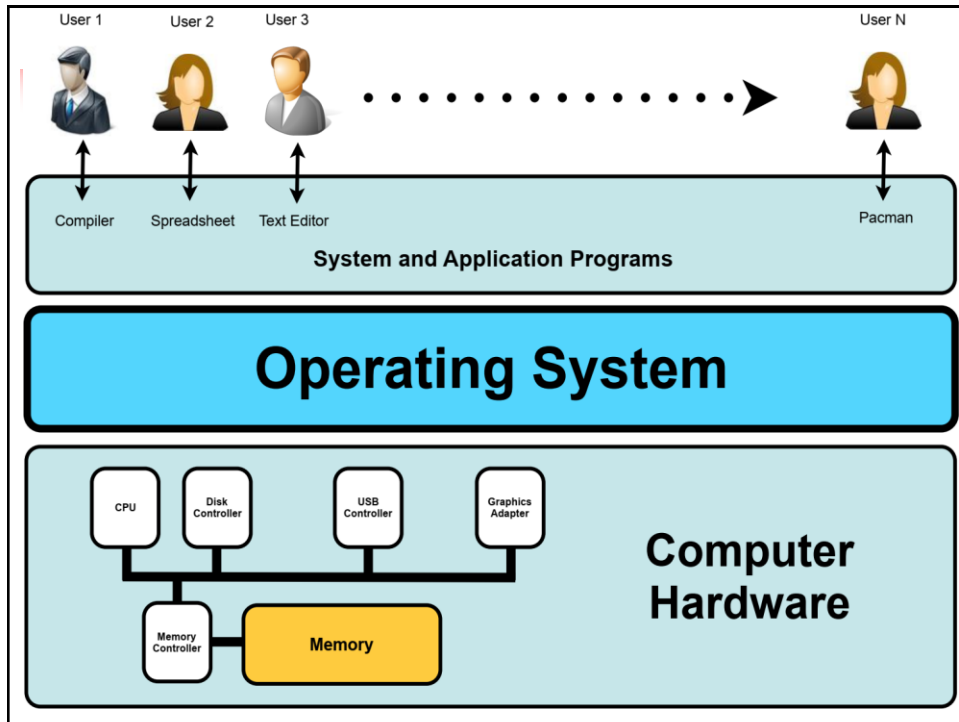 User 1
User 2
User 3
User N
Compiler
Spreadsheet
Text Editor
Pacman
System and Application Programs
Operating System
CPU
Disk
Controller
USB
Controller
Graphics
Adapter
Computer
Hardware
Memory
Controller
Memory